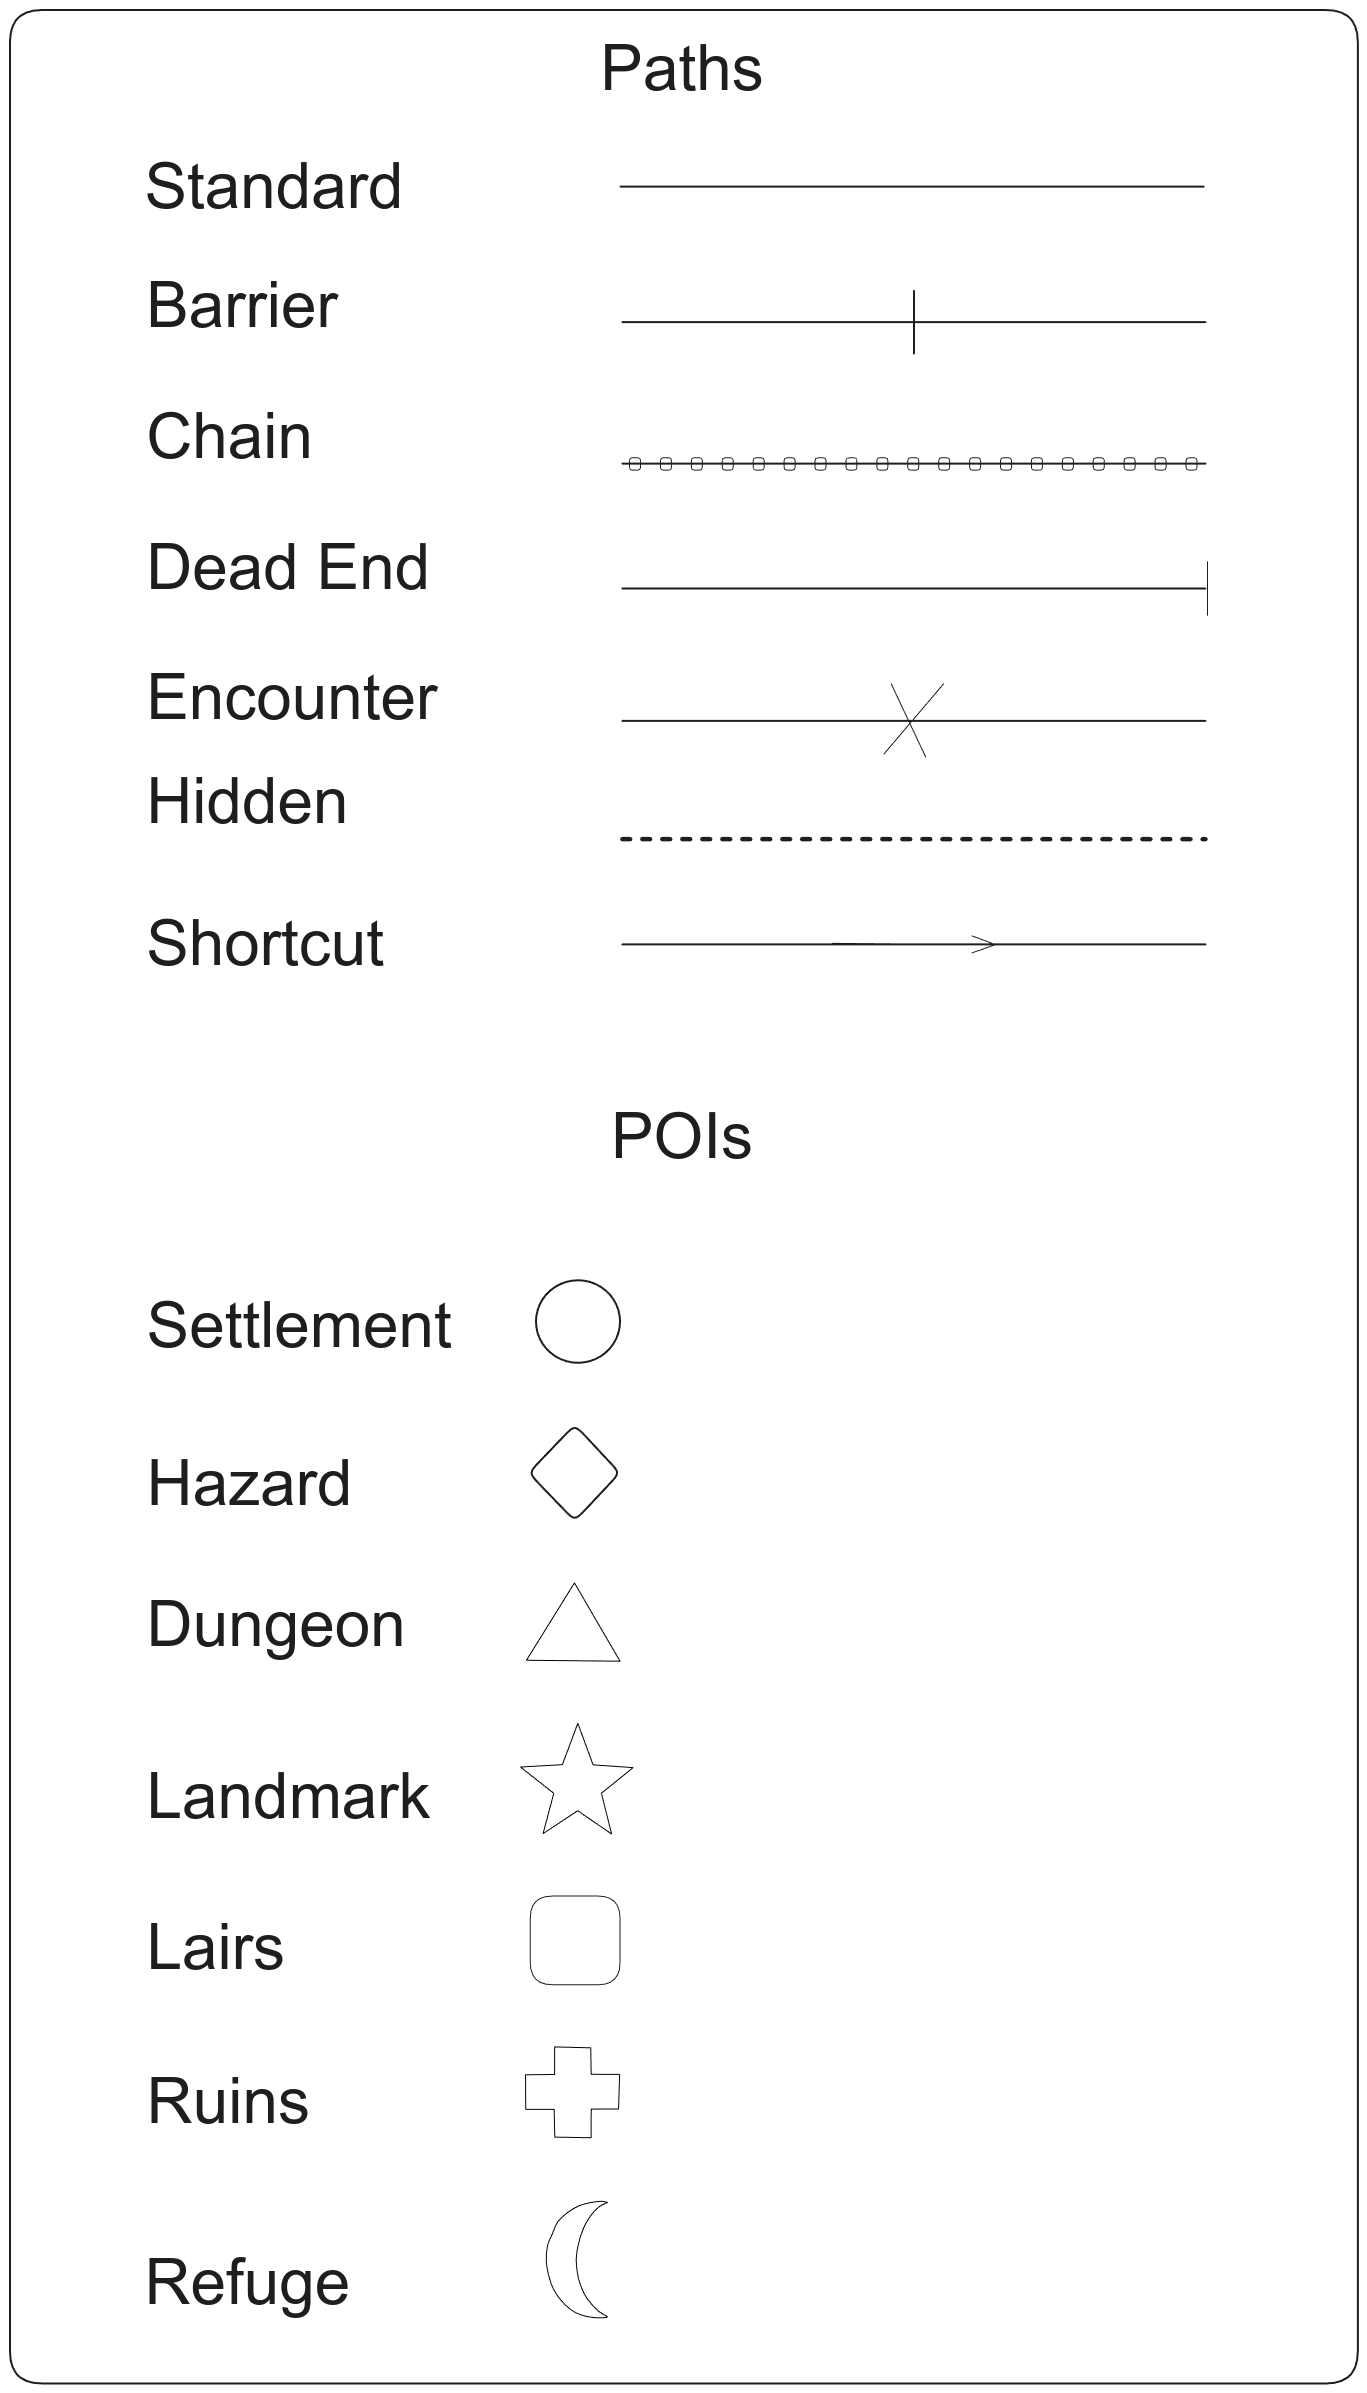 Paths
Standard
Barrier
Chain
Dead End
Encounter
Hidden
Shortcut
POIs
Settlement
Hazard
Dungeon
Landmark
Lairs
Ruins
Refuge